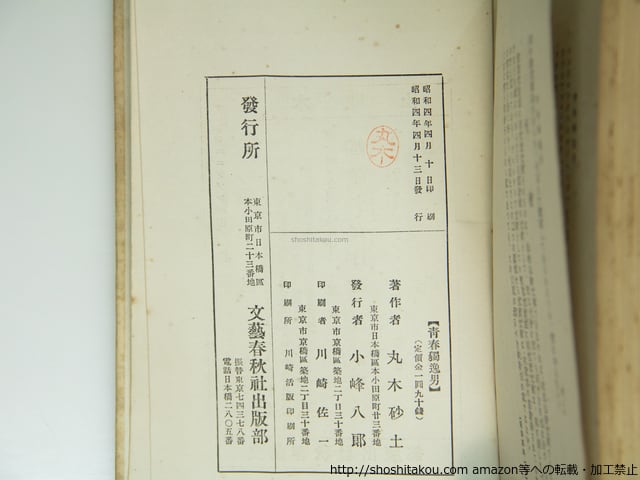 昭和四年四月十日印刷
昭和四年四月十三日發行
丸木
【青春獨逸男】
(定價金一圓九十錢)
著作者 丸木砂土
東京市日本橋區本小田原町廿三番地
發行者 小峰八郎
東京市京橋區築地二丁目三十番地
印刷者 川崎佐一
東京市京橋區築地二丁目三十番地
印刷所 川崎活版印刷所
發行所
東京市日本橋區
本小田原町二十三番地
文藝春秋社出版部
振替東京七四三七八番
電話日本橋二八〇五番
shoshitakou.com
http://shoshitakou.com amazon等への転載・加工禁止